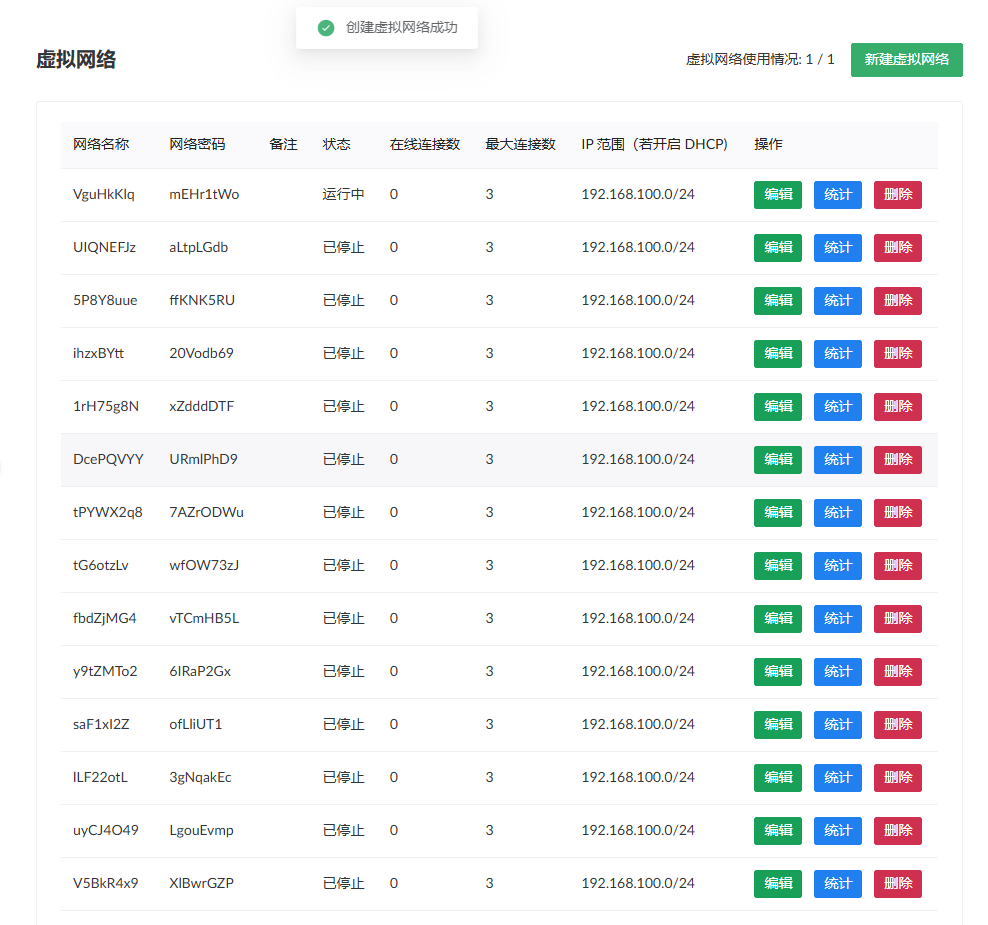 创建虚拟网络成功
虚拟网络
虚拟网络使用情况: 1 / 1
新建虚拟网络
网络名称 网络密码 备注 状态 在线连接数 最大连接数 IP 范围（若开启 DHCP) 操作
VguHkKlq mEHr1tWo 运行中 0 3 192.168.100.0/24 编辑 统计 删除
UIQNEFJz aLtpLGdb 已停止 0 3 192.168.100.0/24 编辑 统计 删除
5P8Y8uue ffKNK5RU 已停止 0 3 192.168.100.0/24 编辑 统计 删除
ihzxBYtt 20Vodb69 已停止 0 3 192.168.100.0/24 编辑 统计 删除
1rH75g8N xZdddDTF 已停止 0 3 192.168.100.0/24 编辑 统计 删除
DcePQVYY URmlPhD9 已停止 0 3 192.168.100.0/24 编辑 统计 删除
tPYWX2q8 7AZrODWu 已停止 0 3 192.168.100.0/24 编辑 统计 删除
tG6otzLv wfOW73zJ 已停止 0 3 192.168.100.0/24 编辑 统计 删除
fbdZjMG4 vTCmHB5L 已停止 0 3 192.168.100.0/24 编辑 统计 删除
y9tZMTo2 6IRaP2Gx 已停止 0 3 192.168.100.0/24 编辑 统计 删除
saF1xI2Z ofLliUT1 已停止 0 3 192.168.100.0/24 编辑 统计 删除
ILF22otL 3gNqakEc 已停止 0 3 192.168.100.0/24 编辑 统计 删除
uyCJ4O49 LgouEvmp 已停止 0 3 192.168.100.0/24 编辑 统计 删除
V5BkR4x9 XlBwrGZP 已停止 0 3 192.168.100.0/24 编辑 统计 删除